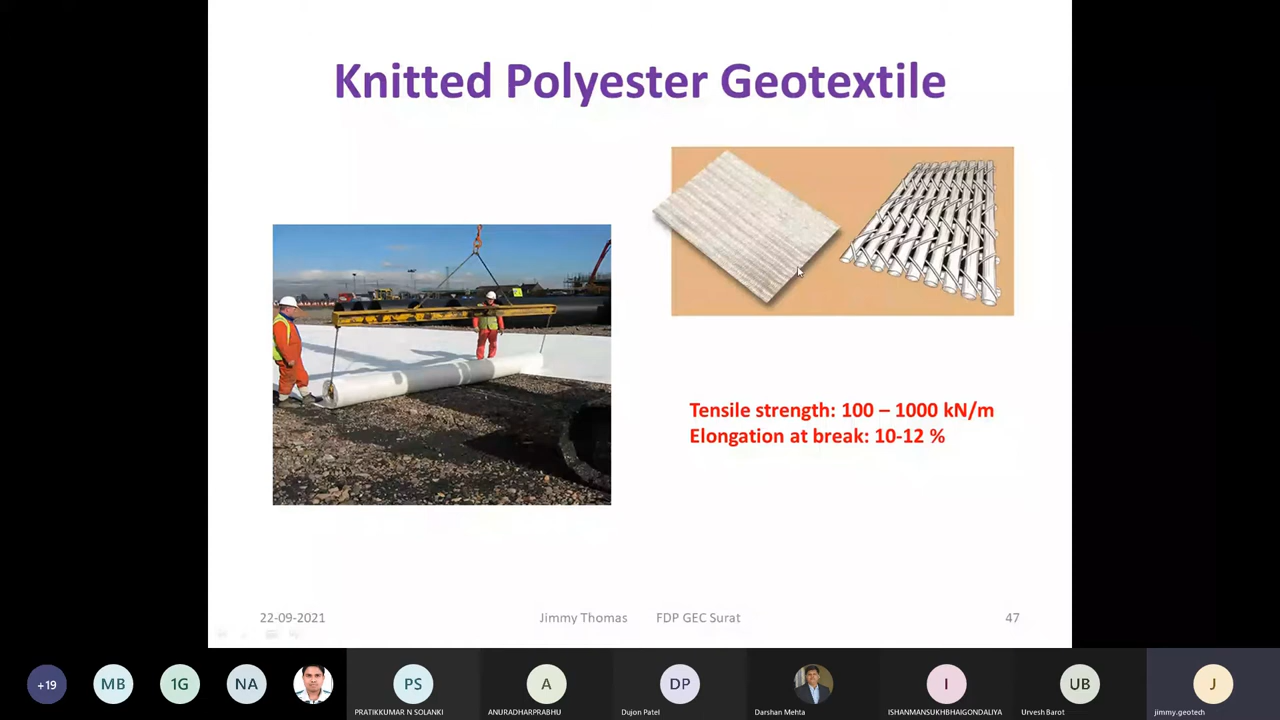 Knitted Polyester Geotextile
Tensile strength: 100 – 1000 kN/m
Elongation at break: 10-12 %
22-09-2021
Jimmy Thomas FDP GEC Surat
47
+19
MB
1G
NA
PS
PRATIKKUMAR N SOLANKI
A
ANURADHARPRABHU
DP
Dujon Patel
Darshan Mehta
I
ISHANMANSUKHBHAIGONDALIYA
UB
Urvesh Barot
J
jimmy.geotech